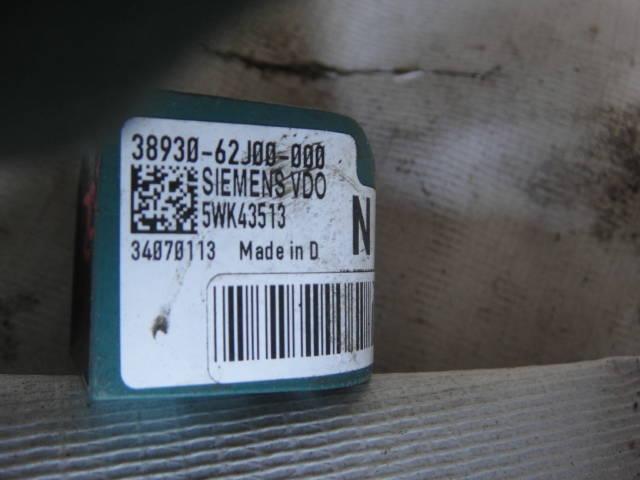 38930-62J00-000
SIEMENS VDO
5WK43513
34070113 Made in D
N